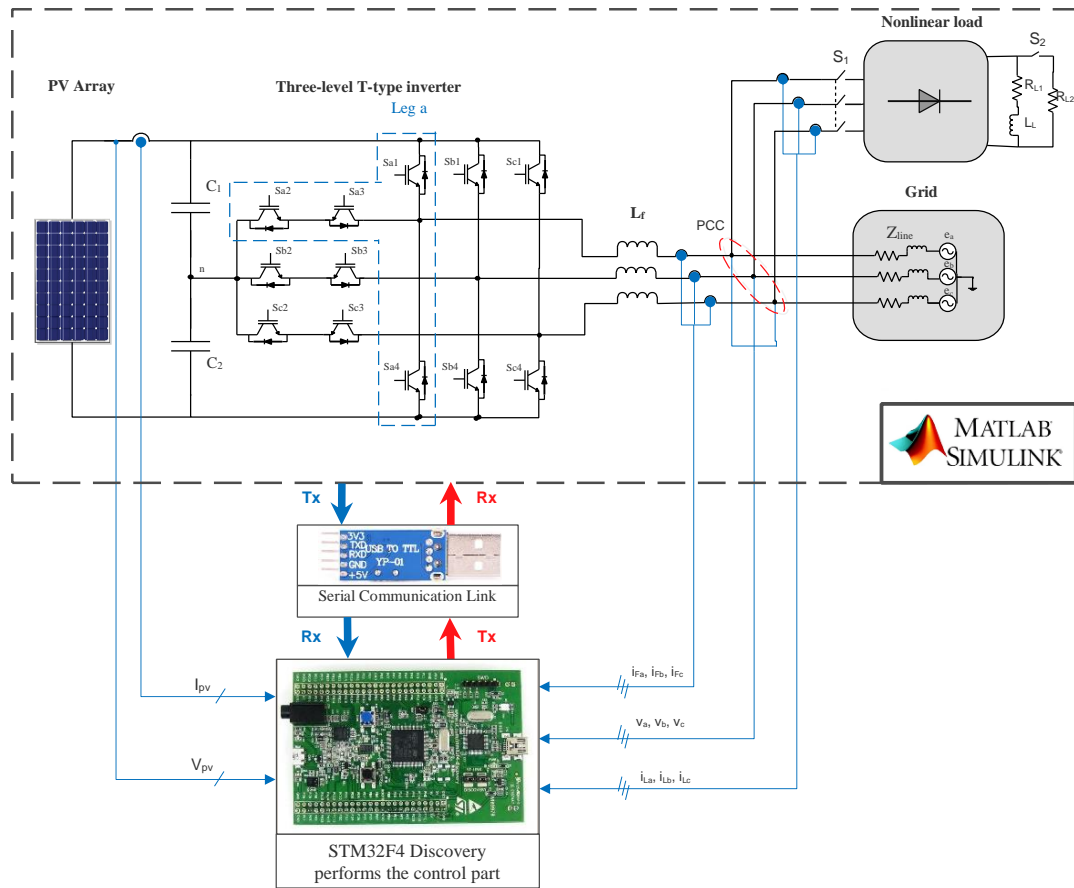 Nonlinear load
S1
S2
RL1
RL2
LL
PV Array
Three-level T-type inverter
Leg a
Sa1
Sb1
Sc1
C1
Sa2
Sa3
Grid
Lf
PCC
Zline
ea
n
Sb2
Sb3
eb
Sc2
Sc3
ec
C2
Sa4
Sb4
Sc4
MATLAB
SIMULINK
Tx
Rx
3V3
TXD
RXD
GND
+5V
USB TO TTL
YP-01
Serial Communication Link
Rx
Tx
Ipv
iFa, iFb, iFc
va, vb, vc
Vpv
iLa, iLb, iLc
STM32F4 Discovery
performs the control part